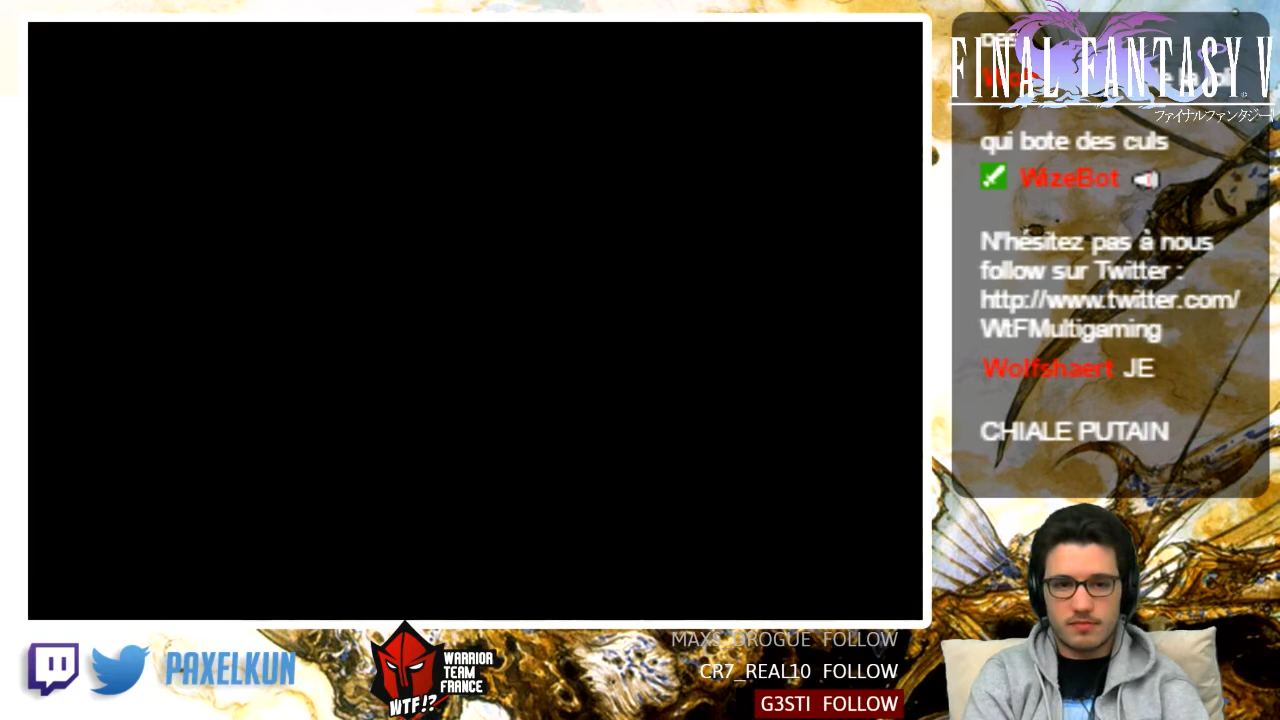 FINAL FANTASY V
ファイナルファンタジーV
qui bote des culs
WizeBot
N'hésitez pas à nous
follow sur Twitter :
http://www.twitter.com/
WtFMultigaming
Wolfshaert JE
CHIALE PUTAIN
PAXELKUN
WARRIOR
TEAM
FRANCE
WTF!?
FOLLOW
CR7_REAL10 FOLLOW
G3STI FOLLOW